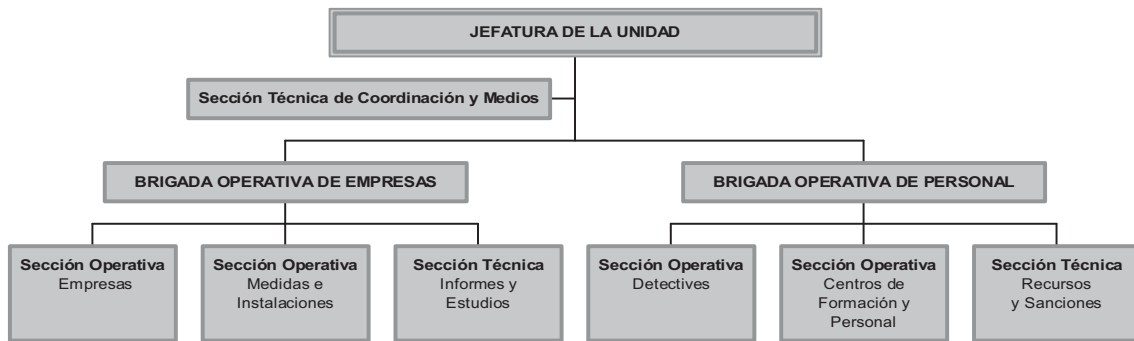 JEFATURA DE LA UNIDAD
Sección Técnica de Coordinación y Medios
BRIGADA OPERATIVA DE EMPRESAS
BRIGADA OPERATIVA DE PERSONAL
Sección Operativa
Empresas
Sección Operativa
Medidas e
Instalaciones
Sección Técnica
Informes y
Estudios
Sección Operativa
Detectives
Sección Operativa
Centros de
Formación y
Personal
Sección Técnica
Recursos
y Sanciones